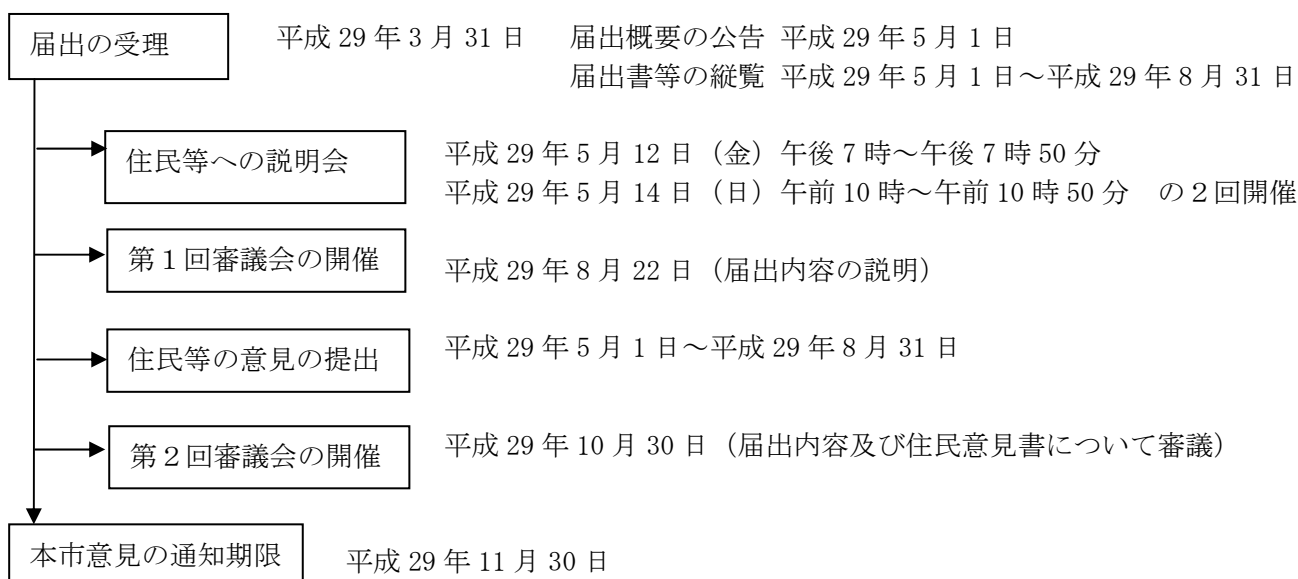 届出の受理 平成 29 年 3 月 31 日 届出概要の公告 平成 29 年 5 月 1 日
届出書等の縦覧 平成 29 年 5 月 1 日～平成 29 年 8 月 31 日
住民等への説明会 平成 29 年 5 月 12 日（金）午後 7 時～午後 7 時 50 分
平成 29 年 5 月 14 日（日）午前 10 時～午前 10 時 50 分 の２回開催
第１回審議会の開催 平成 29 年 8 月 22 日（届出内容の説明）
住民等の意見の提出 平成 29 年 5 月 1 日～平成 29 年 8 月 31 日
第２回審議会の開催 平成 29 年 10 月 30 日（届出内容及び住民意見書について審議）
本市意見の通知期限 平成 29 年 11 月 30 日